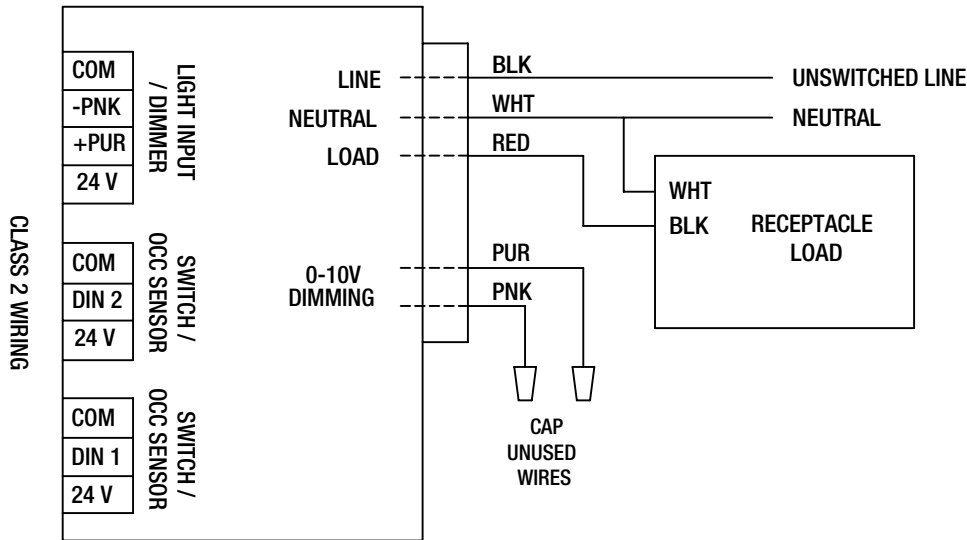 CLASS 2 WIRING
COM
-PNK
+PUR
24 V
LIGHT INPUT
/ DIMMER
COM
DIN 2
24 V
SWITCH /
OCC SENSOR
COM
DIN 1
24 V
SWITCH /
OCC SENSOR
LINE
NEUTRAL
LOAD
0-10V
DIMMING
BLK
WHT
RED
PUR
PNK
UNSWITCHED LINE
NEUTRAL
WHT
BLK
RECEPTACLE
LOAD
CAP
UNUSED
WIRES